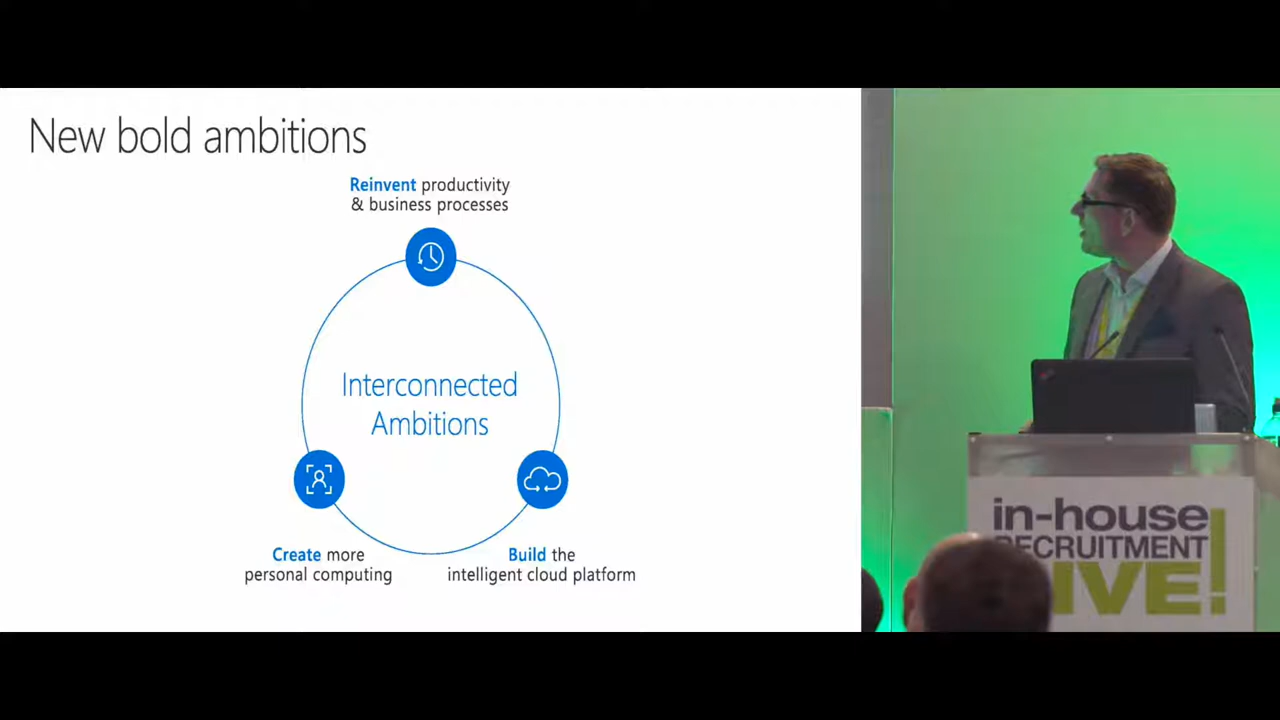 New bold ambitions
Reinvent productivity
& business processes
Interconnected
Ambitions
Create more
personal computing
Build the
intelligent cloud platform
in-house
RECRUITMENT
LIVE!